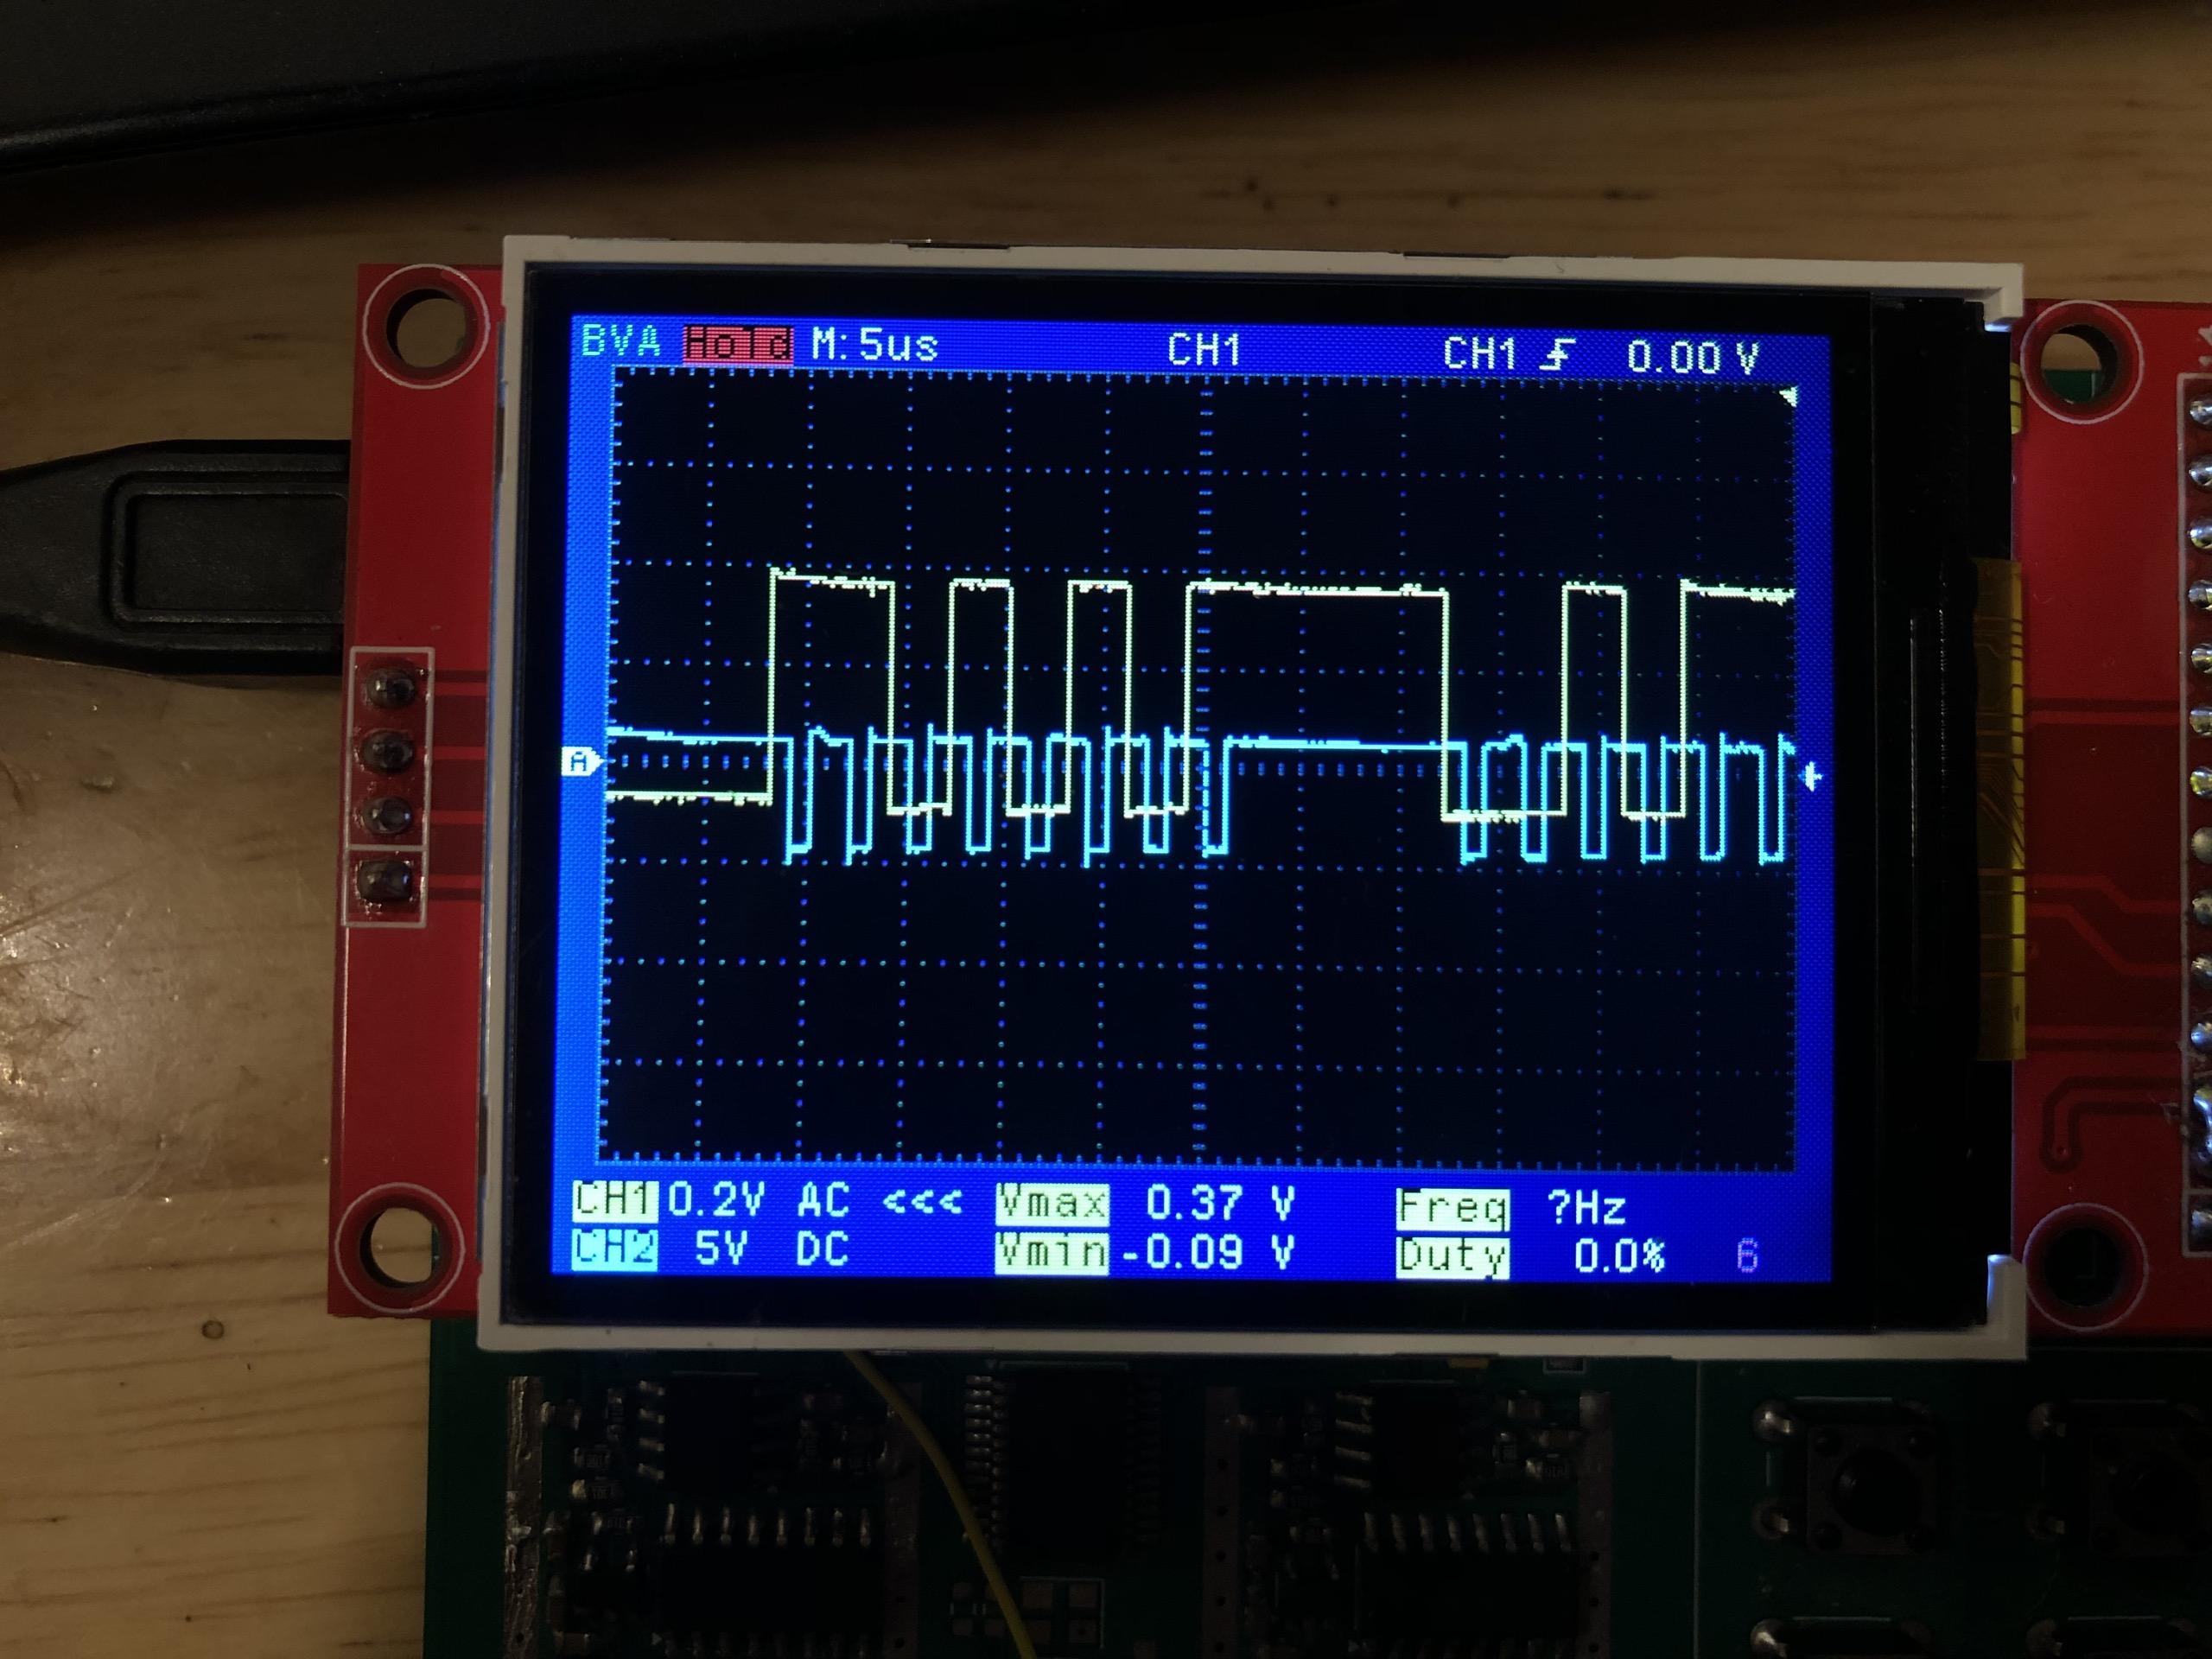 BVA Hold M:5us CH1 CH1 0.00 V
A
CH1 0.2V AC <<< Vmax 0.37 V Freq ?Hz
CH2 5V DC Vmin -0.09 V Duty 0.0% 6